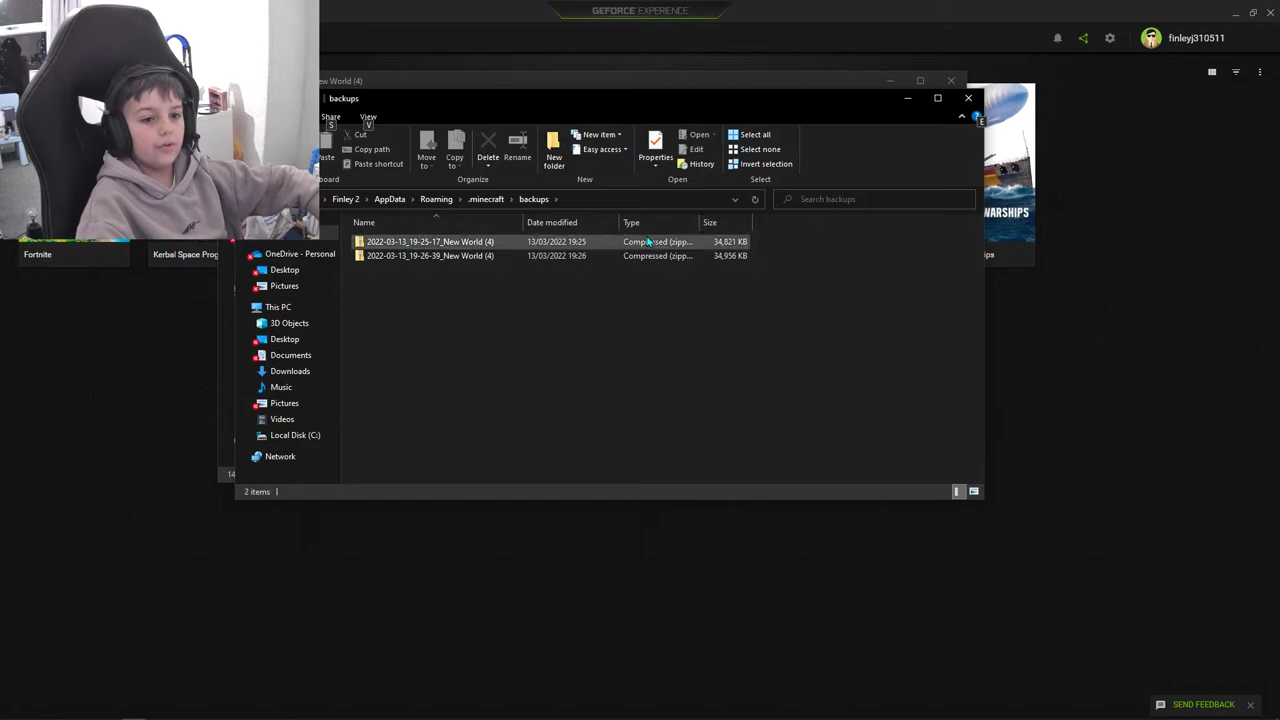 GEFORCE EXPERIENCE
finleyj310511
New World (4)
backups
Share
View
S
V
E
Cut
Copy path
Paste shortcut
Move to
Copy to
Delete
Rename
New folder
New item
Easy access
Properties
Open
Edit
History
Select all
Select none
Invert selection
Organize
New
Open
Select
Finley 2 > AppData > Roaming > .minecraft > backups >
Search backups
Name
Date modified
Type
Size
2022-03-13_19-25-17_New World (4)
13/03/2022 19:25
Compressed (zipp...
34,821 KB
2022-03-13_19-26-39_New World (4)
13/03/2022 19:26
Compressed (zipp...
34,956 KB
WARSHIPS
Fortnite
Kerbal Space Prog
OneDrive - Personal
Desktop
Pictures
This PC
3D Objects
Desktop
Documents
Downloads
Music
Pictures
Videos
Local Disk (C:)
Network
14
2 items
SEND FEEDBACK